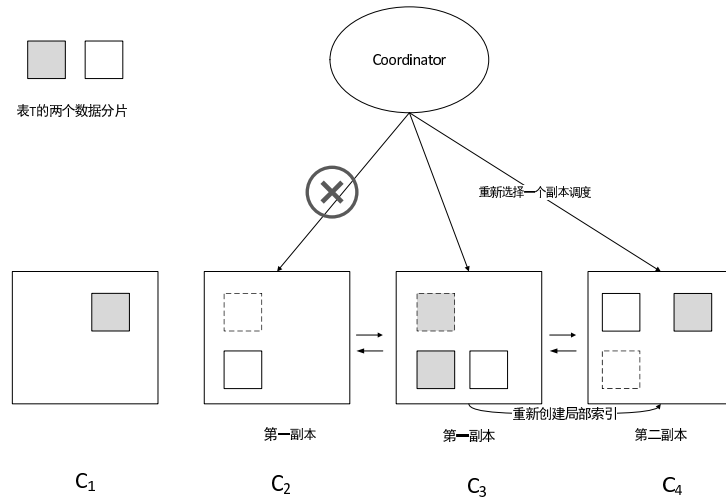 Coordinator
表T的两个数据分片
重新选择一个副本调度
重新创建局部索引
第一副本
第一副本
第二副本
C1
C2
C3
C4